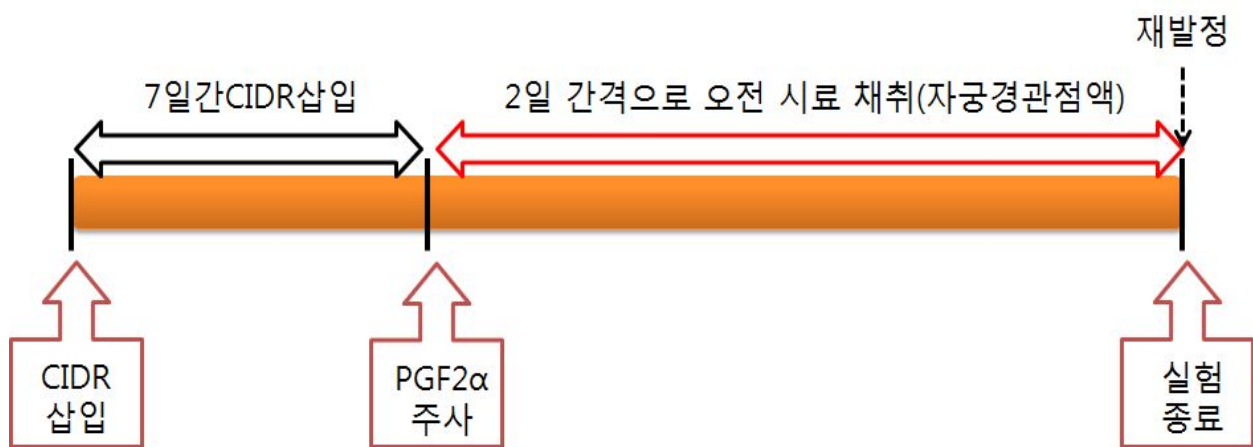 재발정
7일간CIDR삽입
2일 간격으로 오전 시료 채취(자궁경관점액)
CIDR
삽입
PGF2α
주사
실험
종료